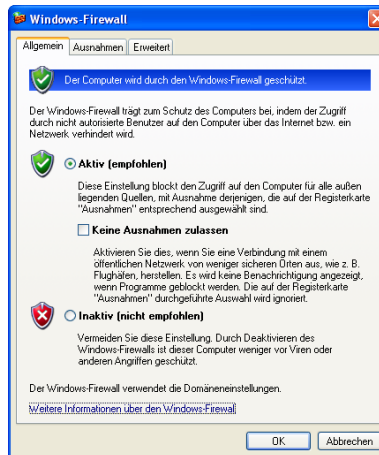 Windows-Firewall
Allgemein Ausnahmen Erweitert
Der Computer wird durch den Windows-Firewall geschützt.
Der Windows-Firewall trägt zum Schutz des Computers bei, indem der Zugriff
durch nicht autorisierte Benutzer auf den Computer über das Internet bzw. ein
Netzwerk verhindert wird.
Aktiv (empfohlen)
Diese Einstellung blockt den Zugriff auf den Computer für alle außen
liegenden Quellen, mit Ausnahme derjenigen, die auf der Registerkarte
"Ausnahmen" entsprechend ausgewählt sind.
Keine Ausnahmen zulassen
Aktivieren Sie dies, wenn Sie eine Verbindung mit einem
öffentlichen Netzwerk von weniger sicheren Orten aus, wie z. B.
Flughäfen, herstellen. Es wird keine Benachrichtigung angezeigt,
wenn Programme geblockt werden. Die auf der Registerkarte
"Ausnahmen" durchgeführte Auswahl wird ignoriert.
Inaktiv (nicht empfohlen)
Vermeiden Sie diese Einstellung. Durch Deaktivieren des
Windows-Firewalls ist dieser Computer weniger vor Viren oder
anderen Angriffen geschützt.
Der Windows-Firewall verwendet die Domäneneinstellungen.
Weitere Informationen über den Windows-Firewal
OK Abbrechen